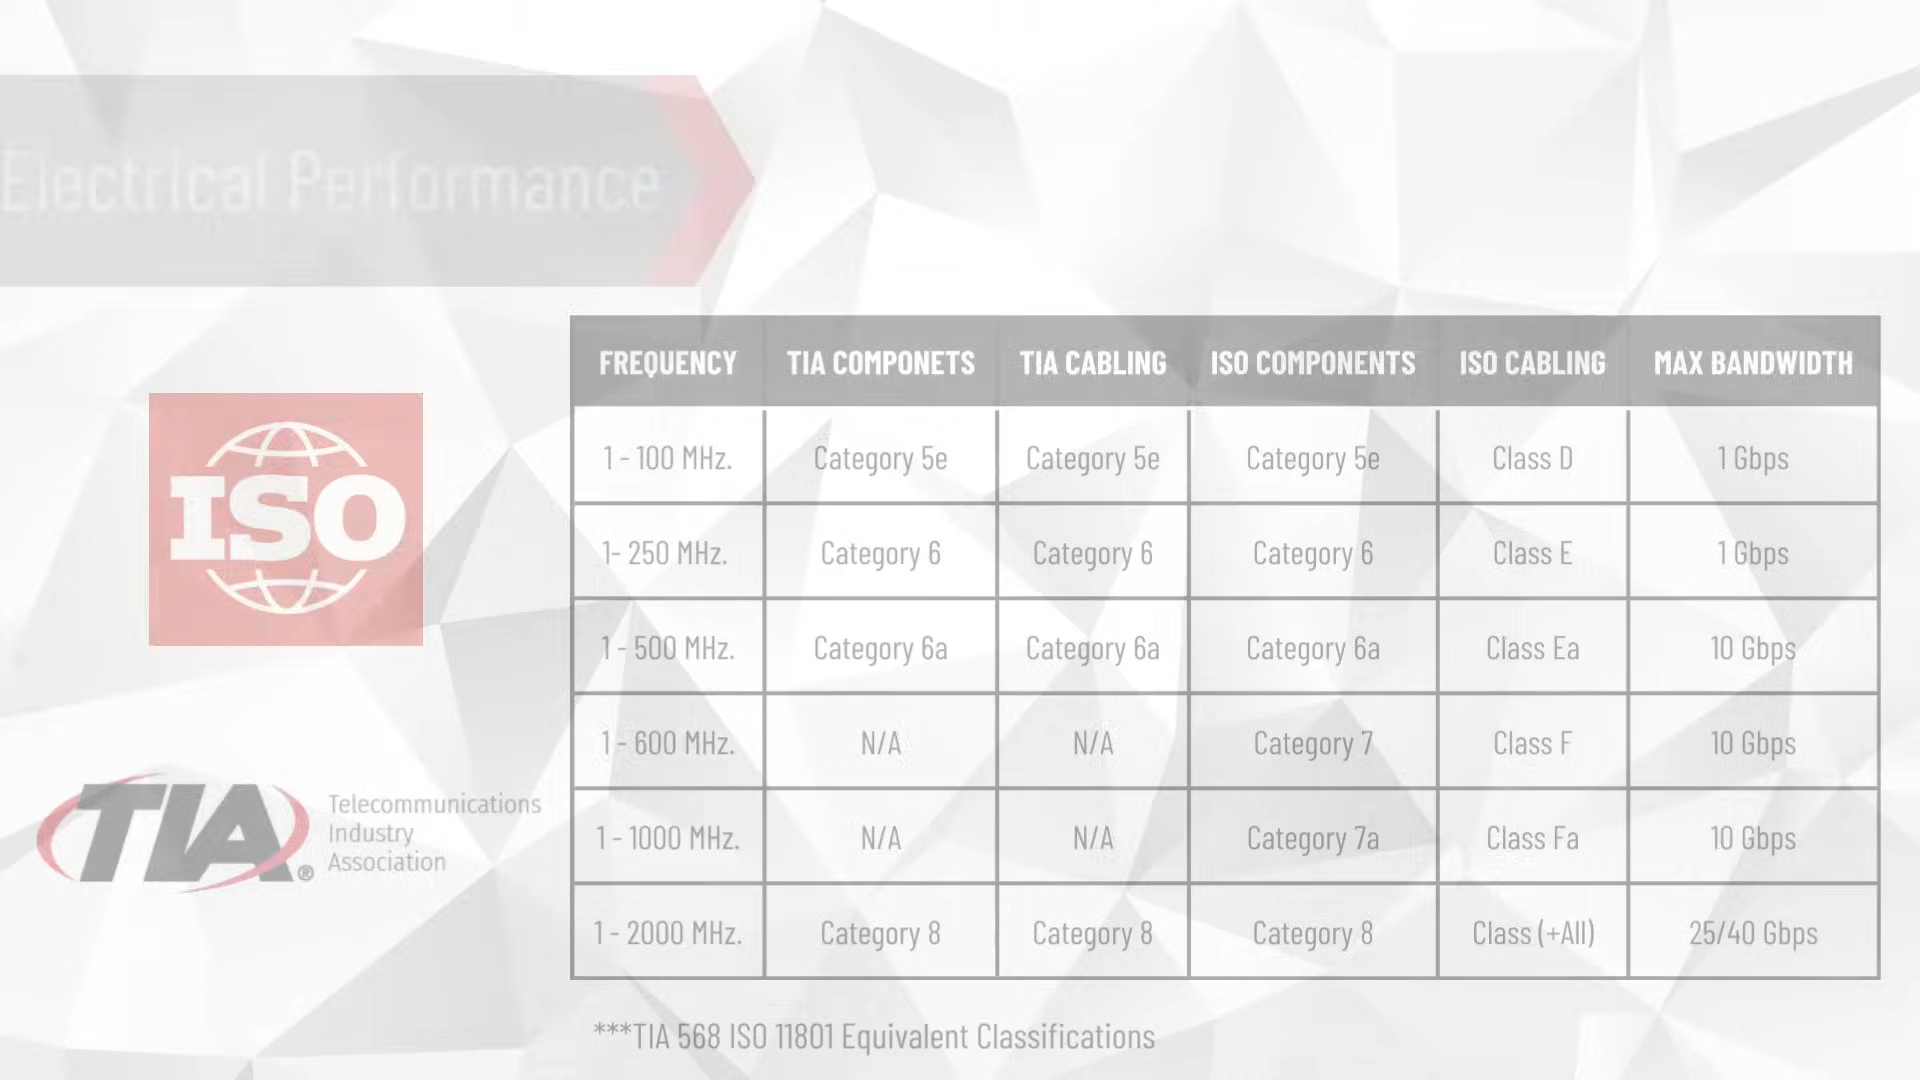 Electrical Performance
ISO
TIA®
Telecommunications
Industry
Association
FREQUENCY TIA COMPONETS TIA CABLING ISO COMPONENTS ISO CABLING MAX BANDWIDTH
1 - 100 MHz. Category 5e Category 5e Category 5e Class D 1 Gbps
1- 250 MHz. Category 6 Category 6 Category 6 Class E 1 Gbps
1 - 500 MHz. Category 6a Category 6a Category 6a Class Ea 10 Gbps
1 - 600 MHz. N/A N/A Category 7 Class F 10 Gbps
1 - 1000 MHz. N/A N/A Category 7a Class Fa 10 Gbps
1 - 2000 MHz. Category 8 Category 8 Category 8 Class (+All) 25/40 Gbps
***TIA 568 ISO 11801 Equivalent Classifications